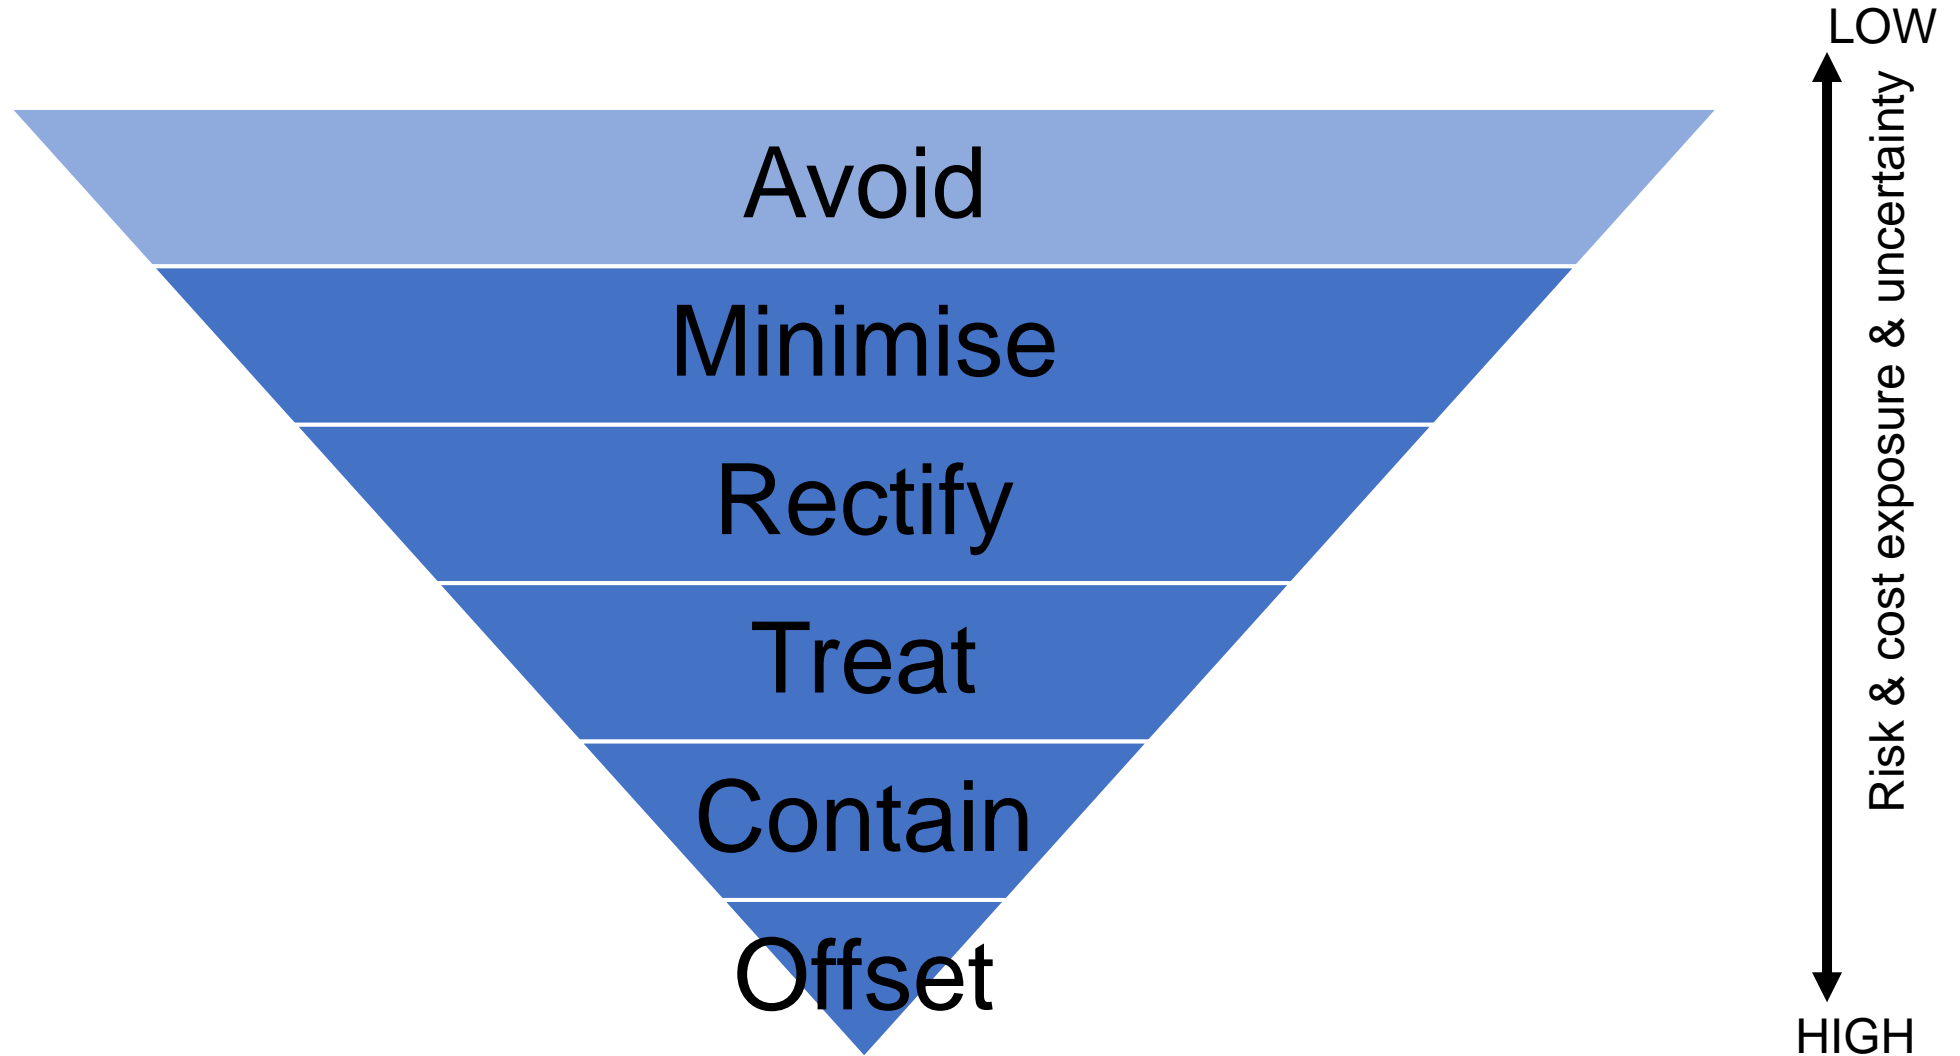 LOW
Avoid
Minimise
Rectify
Treat
Contain
Offset
Risk & cost exposure & uncertainty
HIGH